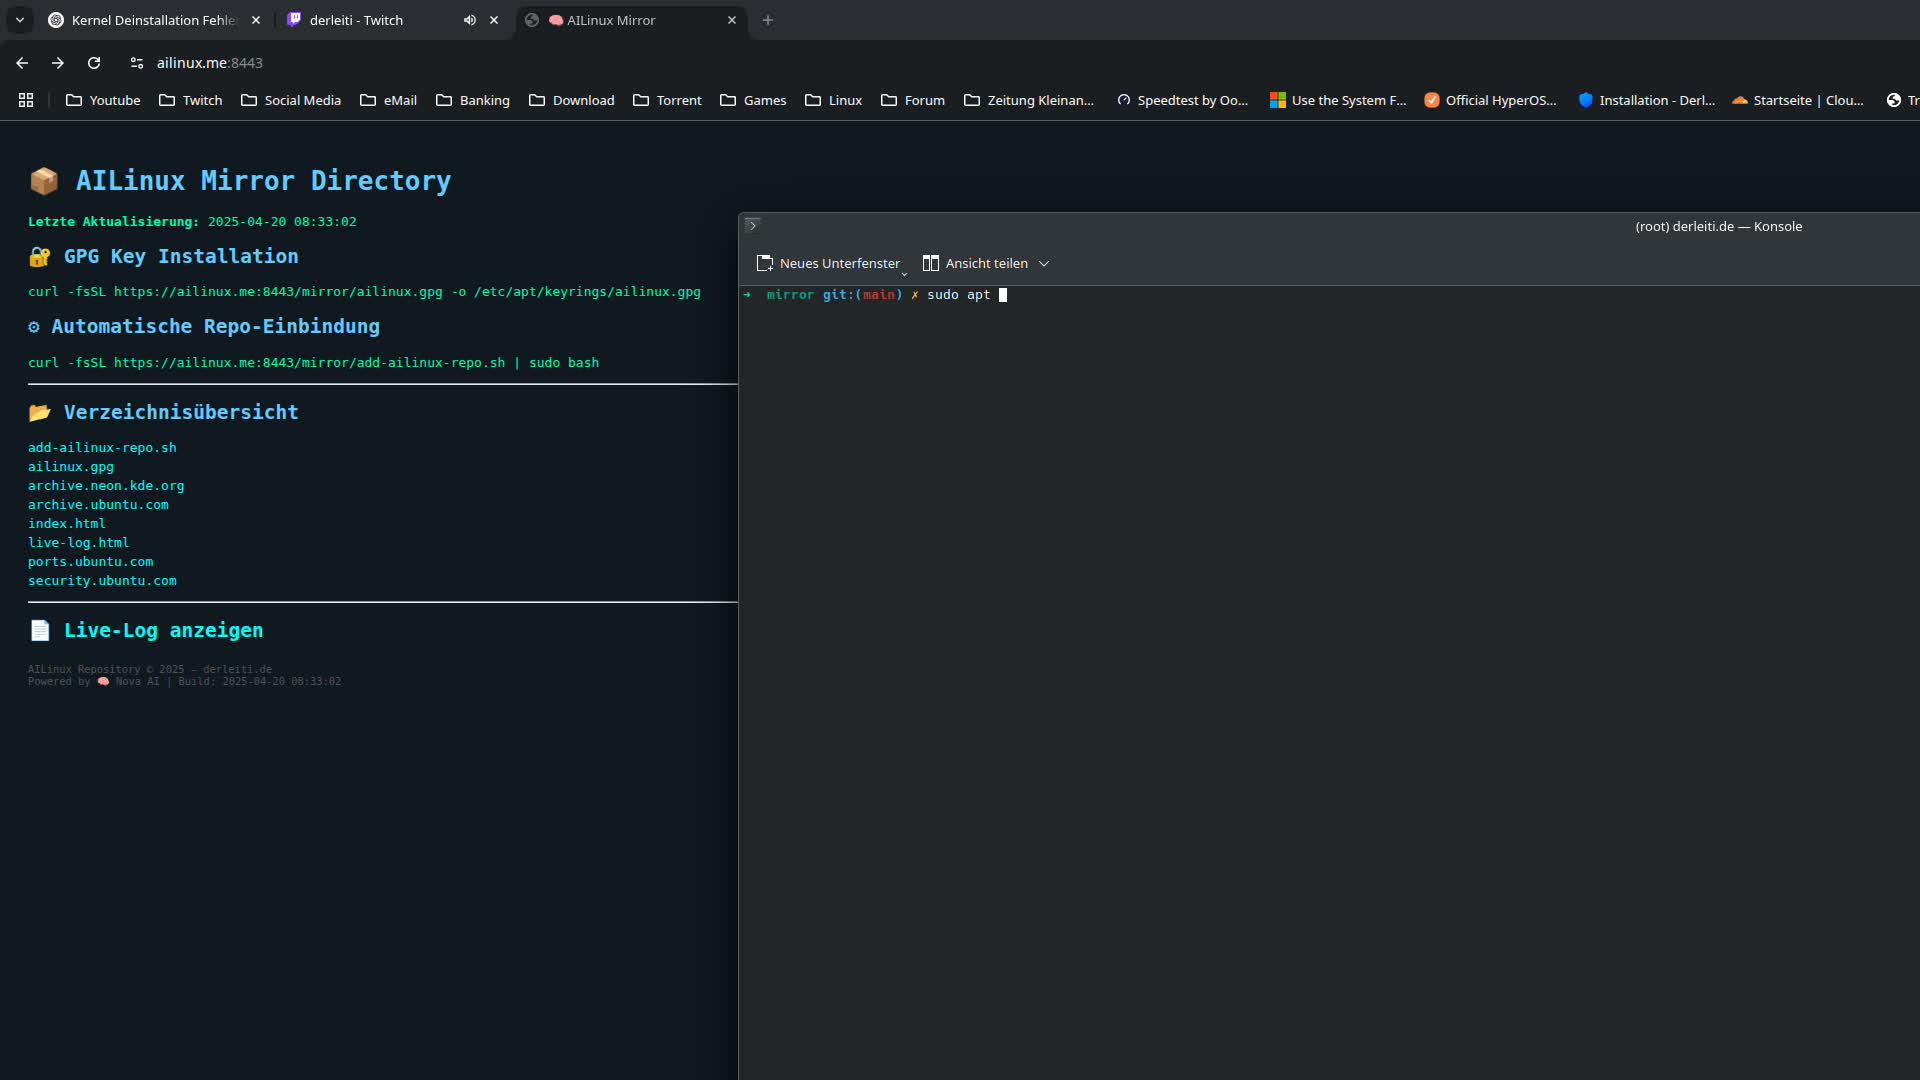 Kernel Deinstallation Fehle
derleiti - Twitch
AILinux Mirror
ailinux.me:8443
Youtube
Twitch
Social Media
eMail
Banking
Download
Torrent
Games
Linux
Forum
Zeitung Kleinan...
Speedtest by Oo...
Use the System F...
Official HyperOS...
Installation - Derl...
Startseite | Clou...
Tr
AILinux Mirror Directory
Letzte Aktualisierung: 2025-04-20 08:33:02
GPG Key Installation
curl -fsSL https://ailinux.me:8443/mirror/ailinux.gpg -o /etc/apt/keyrings/ailinux.gpg
Automatische Repo-Einbindung
curl -fsSL https://ailinux.me:8443/mirror/add-ailinux-repo.sh | sudo bash
Verzeichnisübersicht
add-ailinux-repo.sh
ailinux.gpg
archive.neon.kde.org
archive.ubuntu.com
index.html
live-log.html
ports.ubuntu.com
security.ubuntu.com
Live-Log anzeigen
AILinux Repository © 2025 – derleiti.de
Powered by 🧠 Nova AI | Build: 2025-04-20 08:33:02
(root) derleiti.de — Konsole
Neues Unterfenster
Ansicht teilen
➜ mirror git:(main) ✗ sudo apt